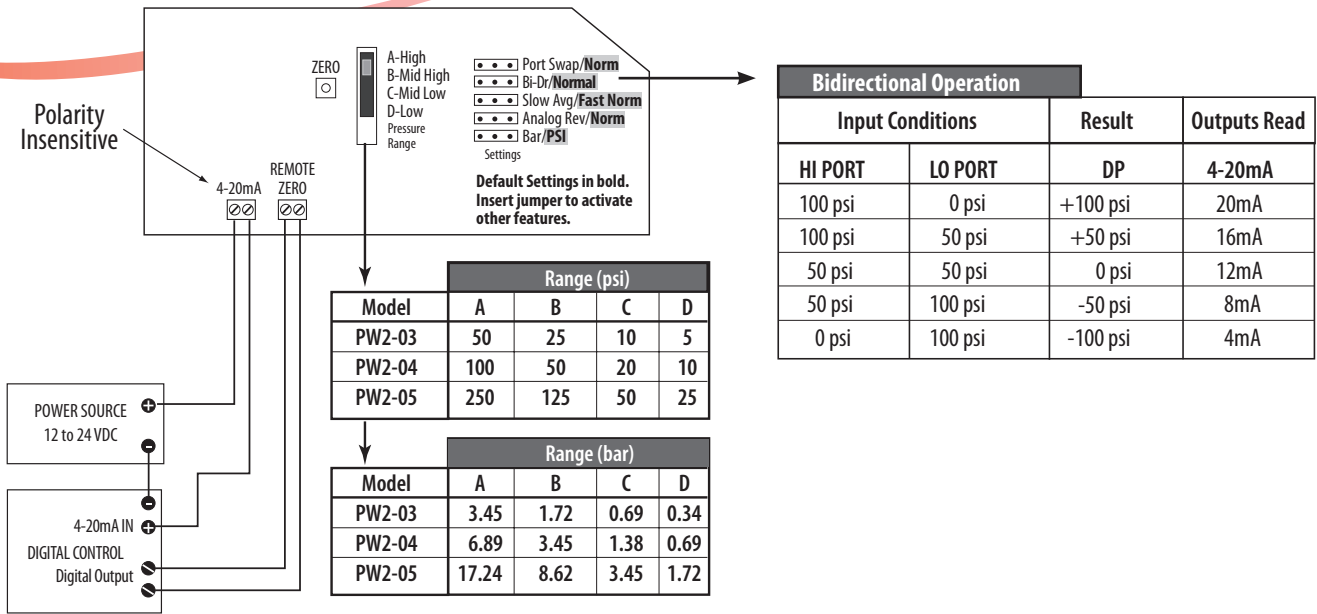 ZERO
A-High
B-Mid High
C-Mid Low
D-Low
Pressure
Range
Port Swap/Norm
Bi-Dr/Normal
Slow Avg/Fast Norm
Analog Rev/Norm
Bar/PSI
Settings
Default Settings in bold.
Insert jumper to activate
other features.
Polarity
Insensitive
4-20mA
REMOTE
ZERO
Bidirectional Operation
Input Conditions Result Outputs Read
HI PORT LO PORT DP 4-20mA
100 psi 0 psi +100 psi 20mA
100 psi 50 psi +50 psi 16mA
50 psi 50 psi 0 psi 12mA
50 psi 100 psi -50 psi 8mA
0 psi 100 psi -100 psi 4mA
Range (psi)
Model A B C D
PW2-03 50 25 10 5
PW2-04 100 50 20 10
PW2-05 250 125 50 25
Range (bar)
Model A B C D
PW2-03 3.45 1.72 0.69 0.34
PW2-04 6.89 3.45 1.38 0.69
PW2-05 17.24 8.62 3.45 1.72
POWER SOURCE
12 to 24 VDC
4-20mA IN
DIGITAL CONTROL
Digital Output